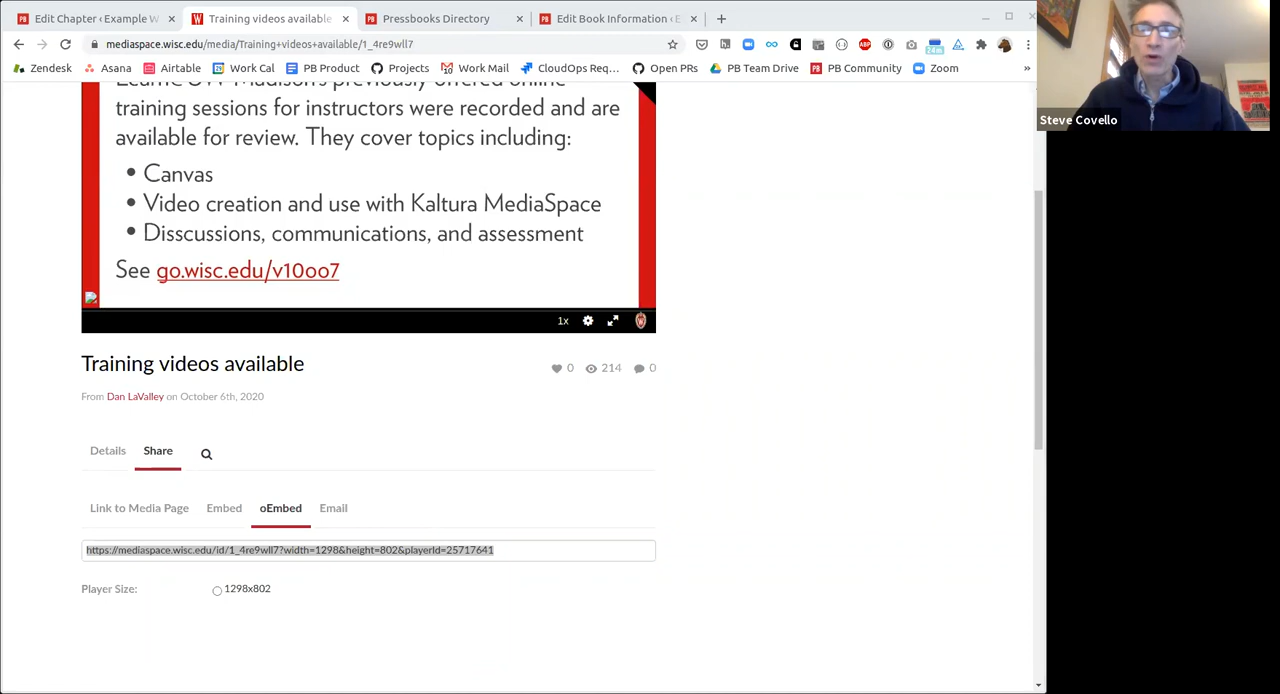 Edit Chapter ‹ Example W
Training videos available
Pressbooks Directory
Edit Book Information ‹ E
mediaspace.wisc.edu/media/Training+videos+available/1_4re9wll7
Zendesk
Asana
Airtable
Work Cal
PB Product
Projects
Work Mail
CloudOps Req...
Open PRs
PB Team Drive
PB Community
Zoom
»
Steve Covello
training sessions for instructors were recorded and are
available for review. They cover topics including:
• Canvas
• Video creation and use with Kaltura MediaSpace
• Disscussions, communications, and assessment
See go.wisc.edu/v10oo7
1x
Training videos available
0
214
0
From Dan LaValley on October 6th, 2020
Details
Share
Link to Media Page
Embed
oEmbed
Email
https://mediaspace.wisc.edu/id/1_4re9wll7?width=1298&height=802&playerId=25717641
Player Size:
1298x802